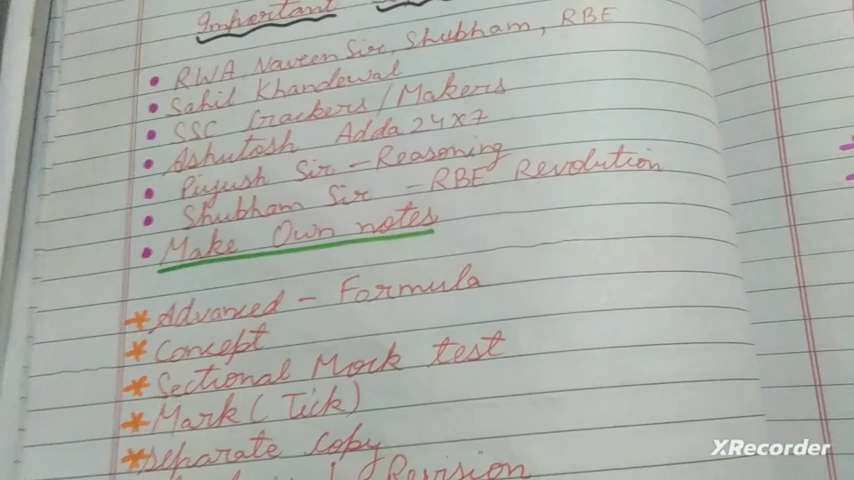 Important
RWA, Naveen Sir, Shubham, RBE
Sahil Khandewal
SSC Crackers/Makers
Ashutosh Adda 24x7
Piyush Sir - Reasoning
Shubham Sir - RBE Revolution
Make Own notes
Advanced - Formula
Concept
Sectional Mock test
Mark (Tick)
Separate copy
Revision
XRecorder